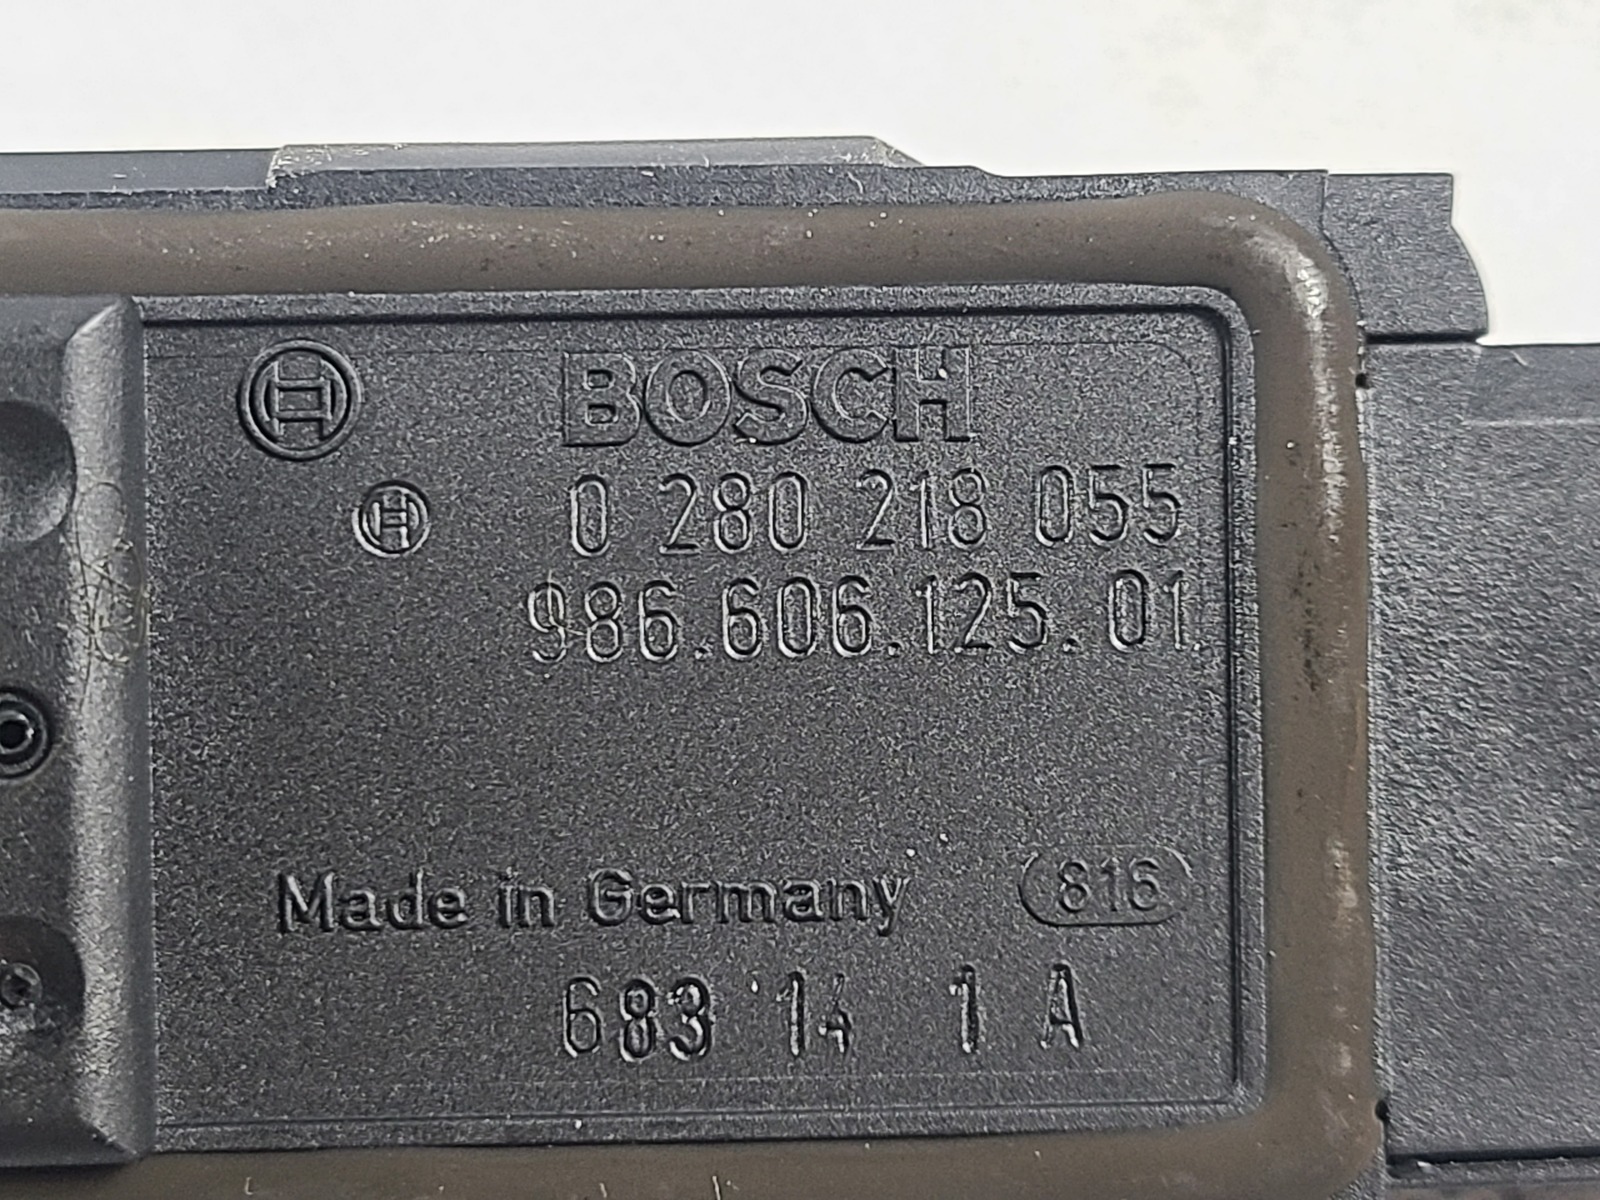 BOSCH
0 280 218 055
986.606.125.01.
Made in Germany 816
683 14 1 A